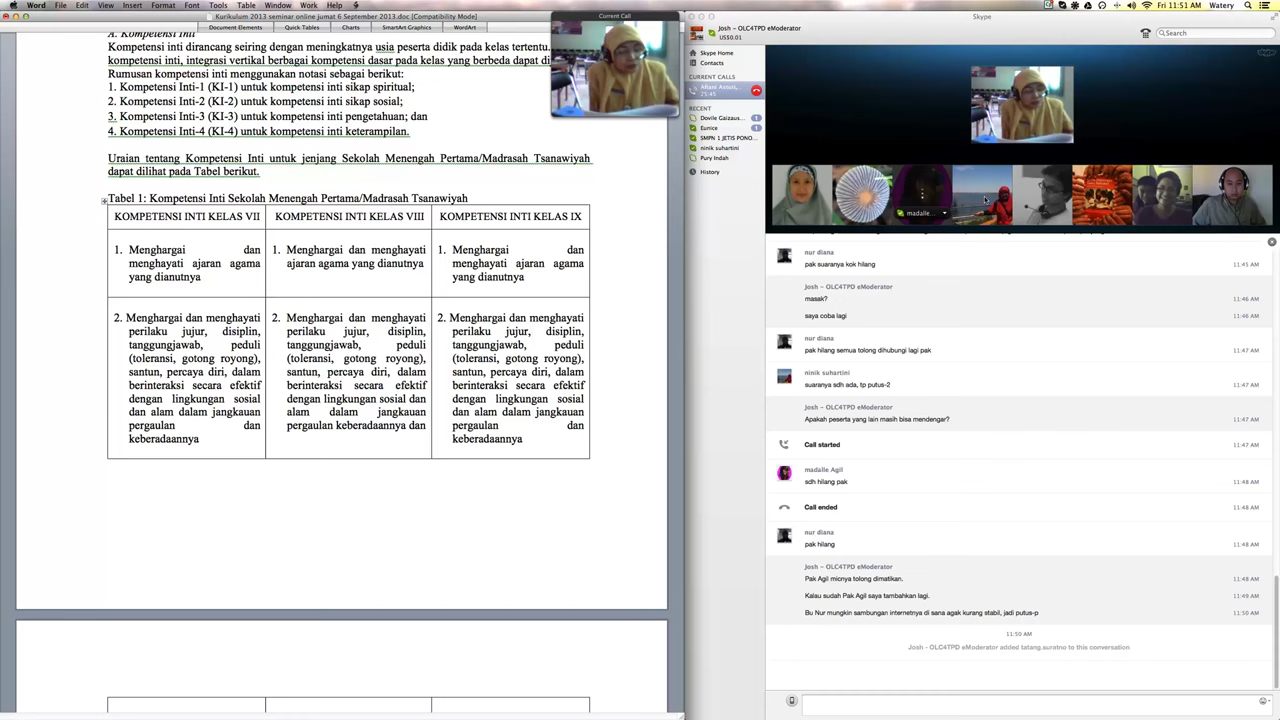 Word File Edit View Insert Format Font Tools Table Window Work Help
Fri 11:51 AM Watery
Kurikulum 2013 seminar online jumat 6 September 2013.doc [Compatibility Mode]
Document Elements Quick Tables Charts SmartArt Graphics WordArt
A. Kompetensi Inti
Kompetensi inti dirancang seiring dengan meningkatnya usia peserta didik pada kelas tertentu.
kompetensi inti, integrasi vertikal berbagai kompetensi dasar pada kelas yang berbeda dapat di
Rumusan kompetensi inti menggunakan notasi sebagai berikut:
1. Kompetensi Inti-1 (KI-1) untuk kompetensi inti sikap spiritual;
2. Kompetensi Inti-2 (KI-2) untuk kompetensi inti sikap sosial;
3. Kompetensi Inti-3 (KI-3) untuk kompetensi inti pengetahuan; dan
4. Kompetensi Inti-4 (KI-4) untuk kompetensi inti keterampilan.
Uraian tentang Kompetensi Inti untuk jenjang Sekolah Menengah Pertama/Madrasah Tsanawiyah
dapat dilihat pada Tabel berikut.
Tabel 1: Kompetensi Inti Sekolah Menengah Pertama/Madrasah Tsanawiyah
KOMPETENSI INTI KELAS VII
KOMPETENSI INTI KELAS VIII
KOMPETENSI INTI KELAS IX
1. Menghargai dan
menghayati ajaran agama
yang dianutnya
1. Menghargai dan menghayati
ajaran agama yang dianutnya
1. Menghargai dan
menghayati ajaran agama
yang dianutnya
2. Menghargai dan menghayati
perilaku jujur, disiplin,
tanggungjawab, peduli
(toleransi, gotong royong),
santun, percaya diri, dalam
berinteraksi secara efektif
dengan lingkungan sosial
dan alam dalam jangkauan
pergaulan dan
keberadaannya
2. Menghargai dan menghayati
perilaku jujur, disiplin,
tanggungjawab, peduli
(toleransi, gotong royong),
santun, percaya diri, dalam
berinteraksi secara efektif
dengan lingkungan sosial dan
alam dalam jangkauan
pergaulan keberadaannya dan
2. Menghargai dan menghayati
perilaku jujur, disiplin,
tanggungjawab, peduli
(toleransi, gotong royong),
santun, percaya diri, dalam
berinteraksi secara efektif
dengan lingkungan sosial
dan alam dalam jangkauan
pergaulan dan
keberadaannya
Current Call
Skype
Josh - OLC4TPD eModerator
US$0.01
Search
Skype Home
Contacts
CURRENT CALLS
25:45
RECENT
Dovile Gaizaus... 1
Eunice 1
SMPN 1 JETIS PONO...
ninik suhartini
Pury Indah
History
madalle...
nur diana
pak suaranya kok hilang 11:45 AM
Josh - OLC4TPD eModerator
masak? 11:46 AM
saya coba lagi 11:46 AM
nur diana
pak hilang semua tolong dihubungi lagi pak 11:47 AM
ninik suhartini
suaranya sdh ada, tp putus-2 11:47 AM
Josh - OLC4TPD eModerator
Apakah peserta yang lain masih bisa mendengar? 11:47 AM
Call started 11:47 AM
madalle Agil
sdh hilang pak 11:48 AM
Call ended 11:48 AM
nur diana
pak hilang 11:48 AM
Josh - OLC4TPD eModerator
Pak Agil micnya tolong dimatikan. 11:48 AM
Kalau sudah Pak Agil saya tambahkan lagi. 11:49 AM
Bu Nur mungkin sambungan internetnya di sana agak kurang stabil, jadi putus-p 11:50 AM
11:50 AM
Josh - OLC4TPD eModerator added tatang.suratno to this conversation